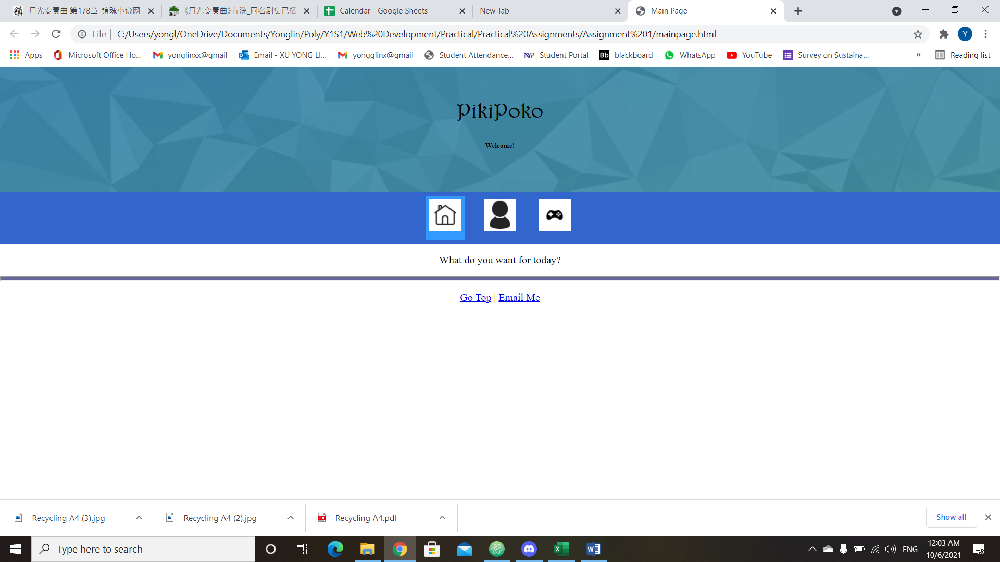 月光变奏曲 第178章-镇魂小说网
《月光变奏曲》青浼_同名剧集已播
Calendar - Google Sheets
New Tab
Main Page
File | C:/Users/yongl/OneDrive/Documents/Yonglin/Poly/Y1S1/Web%20Development/Practical/Practical%20Assignments/Assignment%201/mainpage.html
Y
Apps
Microsoft Office Ho...
yonglinxx@gmail
Email - XU YONG LI...
yongglinx@gmail
Student Attendance...
NYP
Student Portal
Bb
blackboard
WhatsApp
YouTube
Survey on Sustaina...
»
Reading list
PikiPoko
Welcome!
What do you want for today?
Go Top | Email Me
Recycling A4 (3).jpg
Recycling A4 (2).jpg
PDF
Recycling A4.pdf
Show all
Type here to search
ENG
12:03 AM
10/6/2021